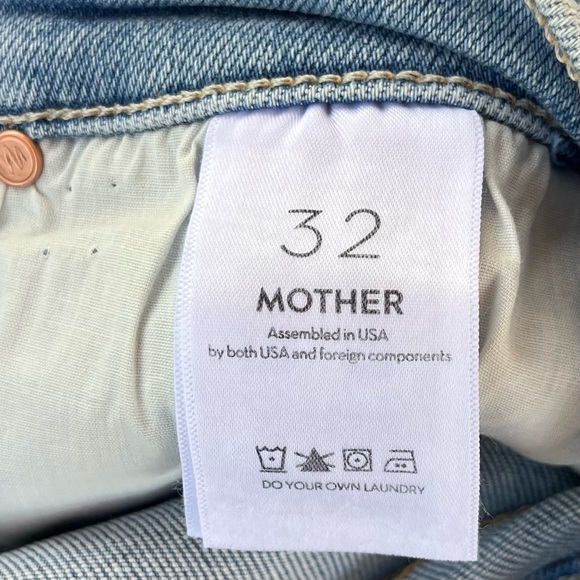 32
MOTHER
Assembled in USA
by both USA and foreign components
DO YOUR OWN LAUNDRY